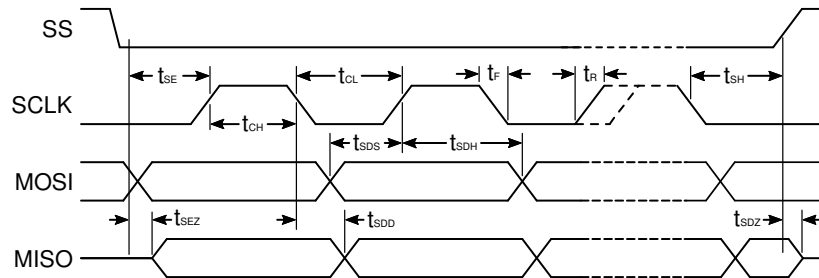 SS
tSE
tCL
tF
tR
tSH
SCLK
tCH
tSDS
tSDH
MOSI
tSEZ
tSDD
tSDZ
MISO